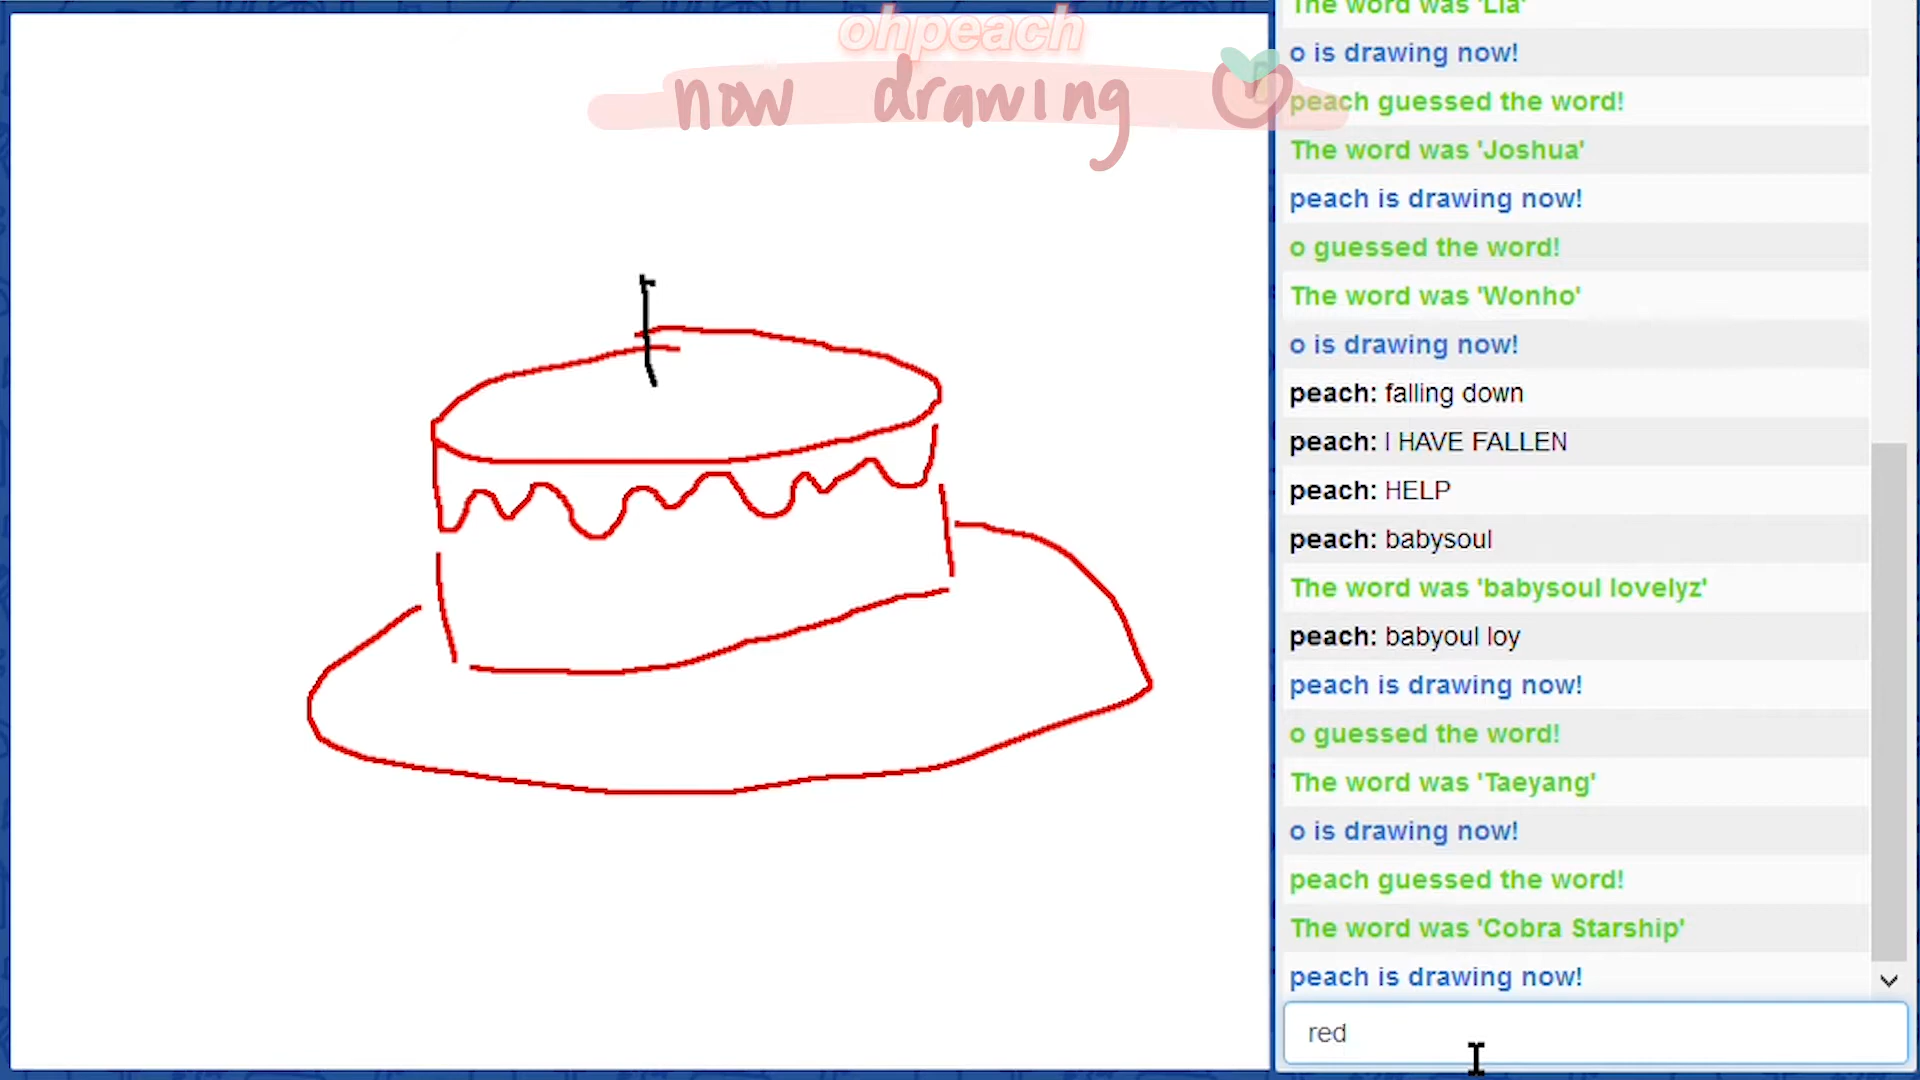 ohpeach
now drawing
The word was 'Lia'
o is drawing now!
peach guessed the word!
The word was 'Joshua'
peach is drawing now!
o guessed the word!
The word was 'Wonho'
o is drawing now!
peach: falling down
peach: I HAVE FALLEN
peach: HELP
peach: babysoul
The word was 'babysoul lovelyz'
peach: babyoul loy
peach is drawing now!
o guessed the word!
The word was 'Taeyang'
o is drawing now!
peach guessed the word!
The word was 'Cobra Starship'
peach is drawing now!
red